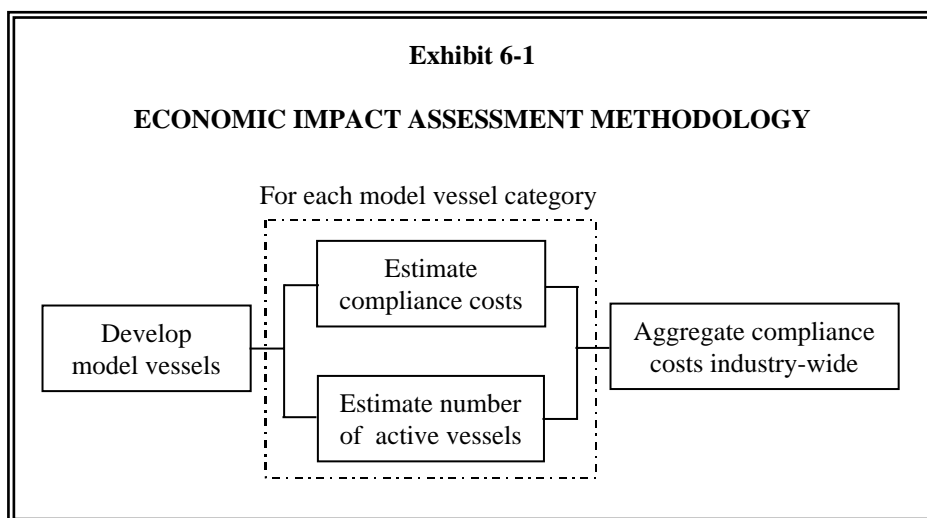 Exhibit 6-1
ECONOMIC IMPACT ASSESSMENT METHODOLOGY
For each model vessel category
Estimate
compliance costs
Develop
model vessels
Aggregate compliance
costs industry-wide
Estimate number
of active vessels